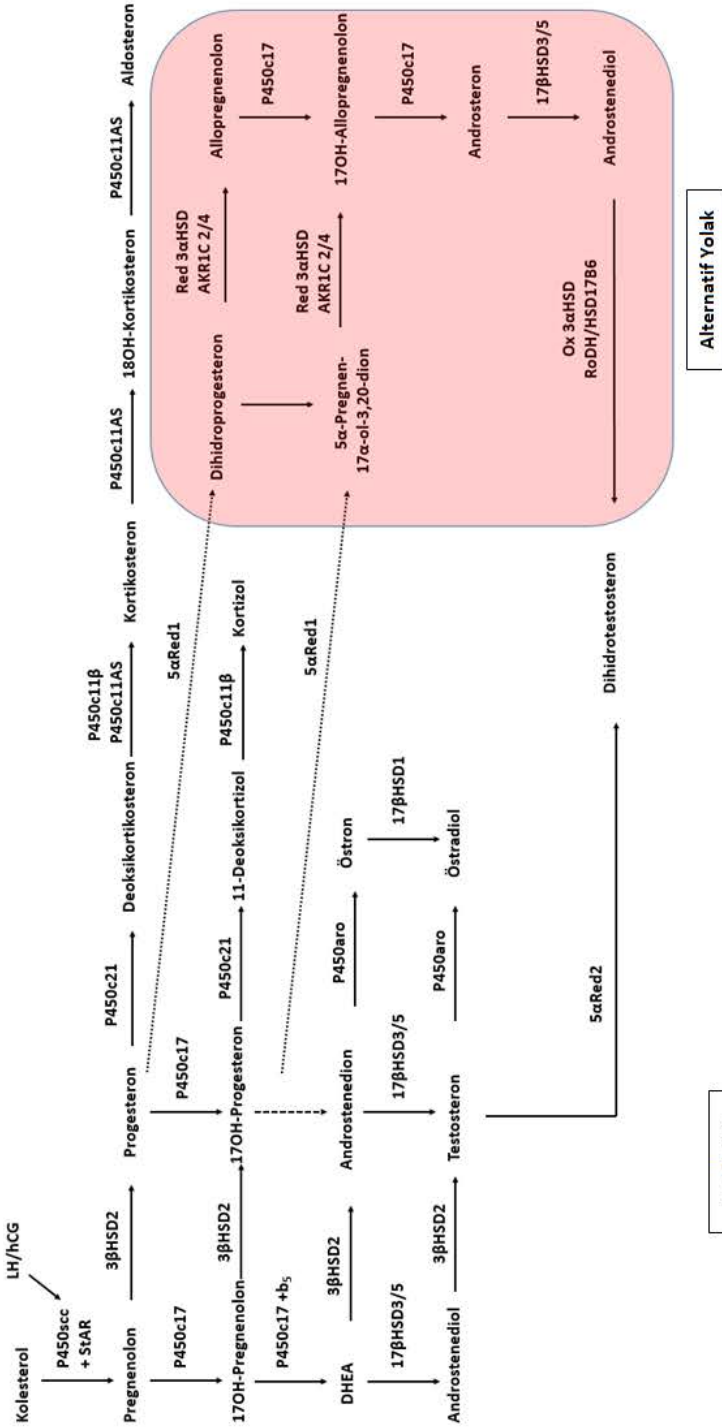 Kolesterol
LH/hCG
P450scc
+ StAR
Pregnenolon
3βHSD2
Progesteron
P450c21
Deoksikortikosteron
P450c11β
P450c11AS
Kortikosteron
P450c11AS
18OH-Kortikosteron
P450c11AS
Aldosteron
P450c17
P450c17
5αRed1
17OH-Pregnenolon
3βHSD2
17OH-Progesteron
P450c21
11-Deoksikortizol
P450c11β
Kortizol
P450c17 +b5
5αRed1
DHEA
3βHSD2
Androstenedion
P450aro
Östron
17βHSD3/5
17βHSD3/5
17βHSD1
Androstenediol
3βHSD2
Testosteron
P450aro
Östradiol
5αRed2
Dihidrotestosteron
Dihidroprogesteron
Red 3αHSD
AKR1C 2/4
Allopregnenolon
P450c17
5α-Pregnen-
17α-ol-3,20-dion
Red 3αHSD
AKR1C 2/4
17OH-Allopregnenolon
P450c17
Androsteron
17βHSD3/5
Androstenediol
Ox 3αHSD
RoDH/HSD17B6
Alternatif Yolak